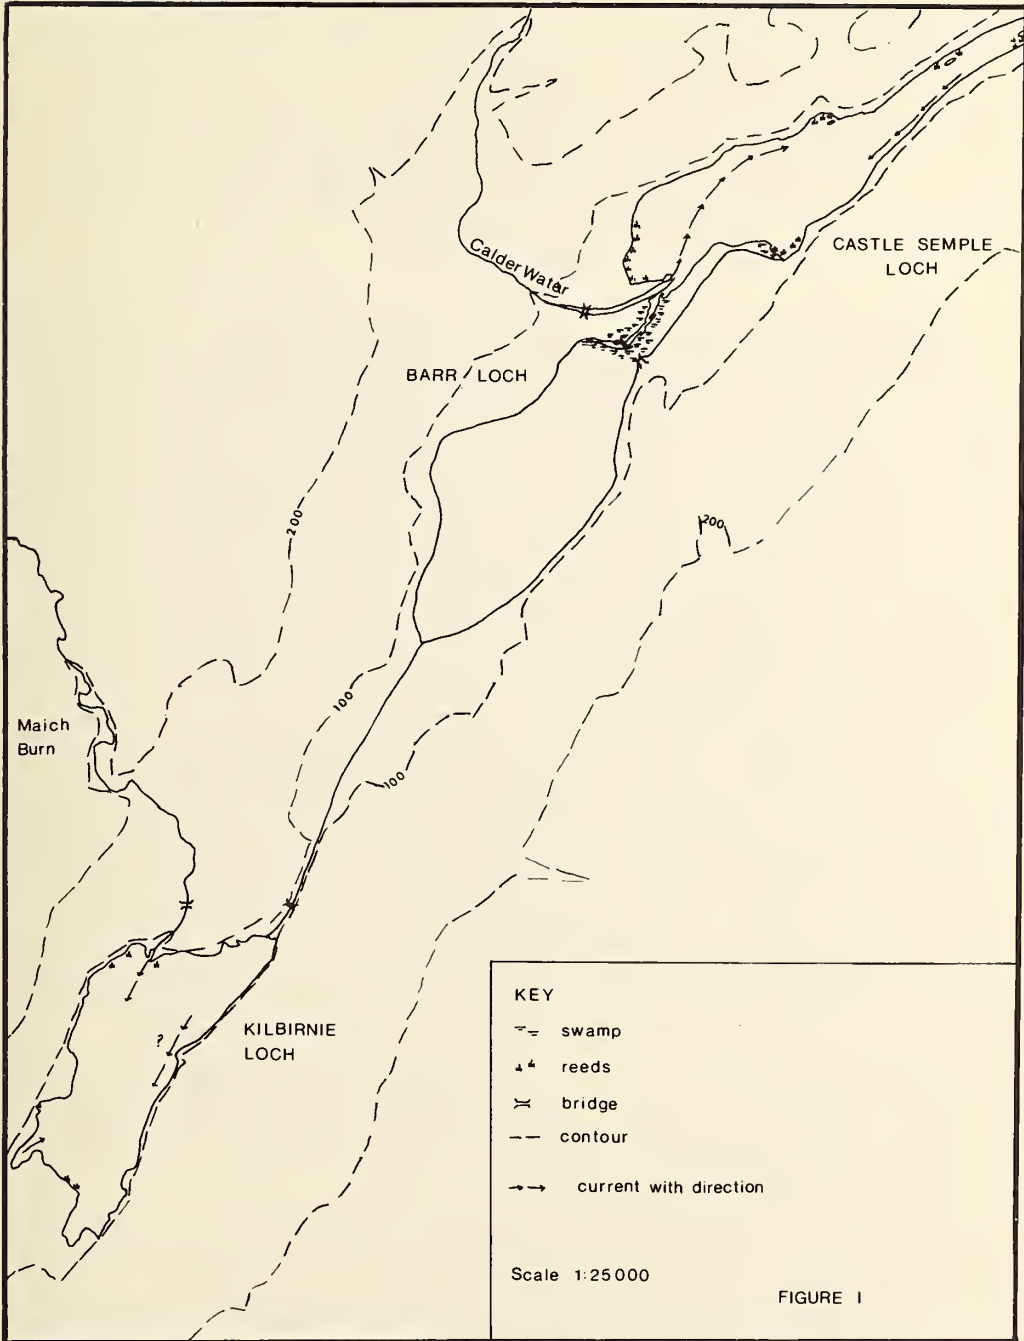 Calder Water
CASTLE SEMPLE
LOCH
BARR LOCH
200
200
Maich
Burn
100
100
?
KILBIRNIE
LOCH
KEY
swamp
reeds
bridge
contour
current with direction
Scale 1:25000
FIGURE I